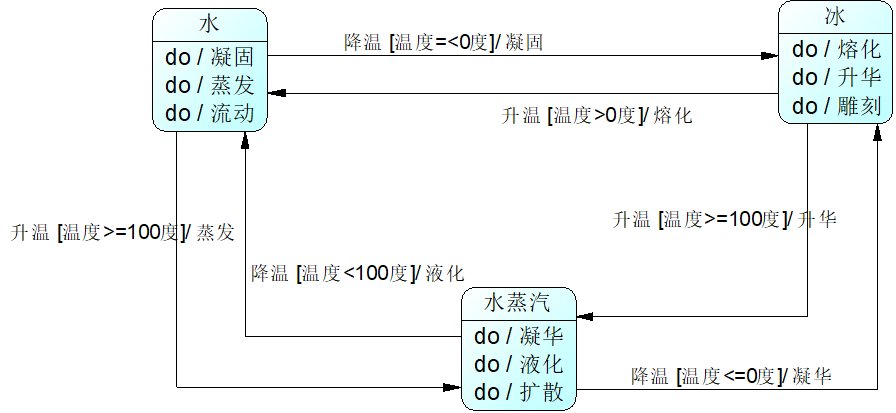 水
do / 凝固
do / 蒸发
do / 流动
降温 [温度=<0度]/ 凝固
升温 [温度>0度]/ 熔化
冰
do / 熔化
do / 升华
do / 雕刻
升温 [温度>=100度]/ 蒸发
升温 [温度>=100度]/ 升华
降温 [温度<100度]/ 液化
水蒸汽
do / 凝华
do / 液化
do / 扩散
降温 [温度<=0度]/ 凝华